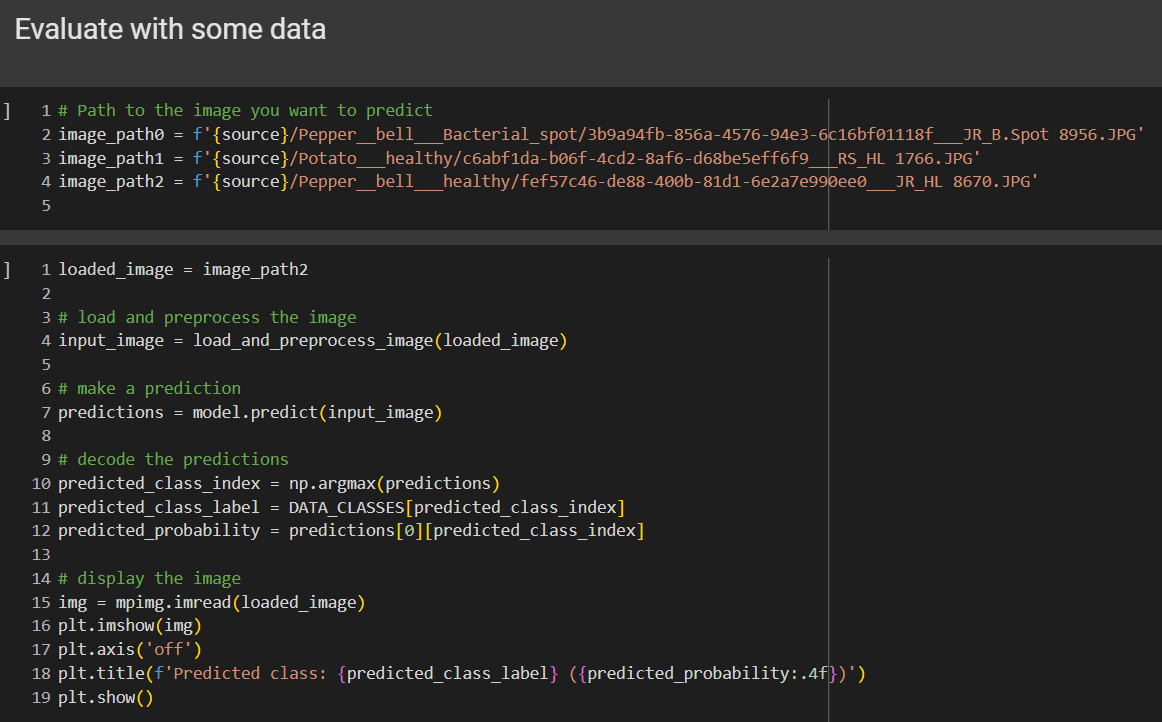 Evaluate with some data
] 1 # Path to the image you want to predict
2 image_path0 = f'{source}/Pepper__bell___Bacterial_spot/3b9a94fb-856a-4576-94e3-6c16bf01118f___JR_B.Spot 8956.JPG'
3 image_path1 = f'{source}/Potato___healthy/c6abf1da-b06f-4cd2-8af6-d68be5eff6f9___RS_HL 1766.JPG'
4 image_path2 = f'{source}/Pepper__bell___healthy/fef57c46-de88-400b-81d1-6e2a7e990ee0___JR_HL 8670.JPG'
5
] 1 loaded_image = image_path2
2
3 # load and preprocess the image
4 input_image = load_and_preprocess_image(loaded_image)
5
6 # make a prediction
7 predictions = model.predict(input_image)
8
9 # decode the predictions
10 predicted_class_index = np.argmax(predictions)
11 predicted_class_label = DATA_CLASSES[predicted_class_index]
12 predicted_probability = predictions[0][predicted_class_index]
13
14 # display the image
15 img = mpimg.imread(loaded_image)
16 plt.imshow(img)
17 plt.axis('off')
18 plt.title(f'Predicted class: {predicted_class_label} ({predicted_probability:.4f})')
19 plt.show()